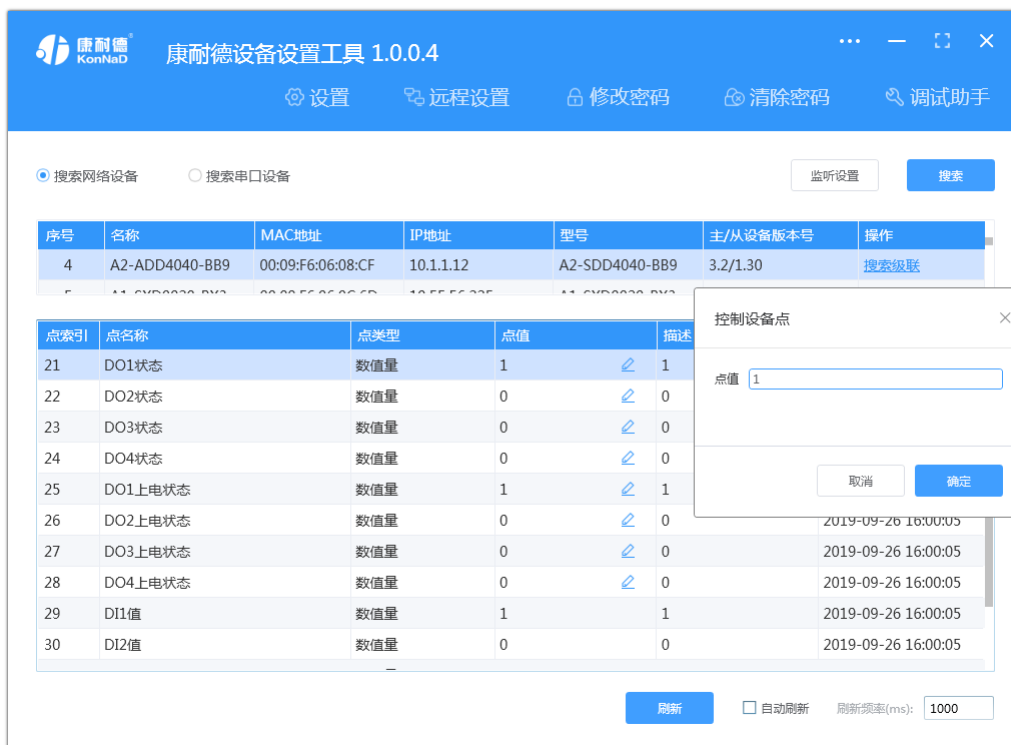 康耐德®
KonNaD
康耐德设备设置工具 1.0.0.4
设置 远程设置 修改密码 清除密码 调试助手
搜索网络设备 搜索串口设备 监听设置 搜索
序号 名称 MAC地址 IP地址 型号 主/从设备版本号 操作
4 A2-ADD4040-BB9 00:09:F6:06:08:CF 10.1.1.12 A2-SDD4040-BB9 3.2/1.30 搜索级联
点索引 点名称 点类型 点值 描述
控制设备点
21 DO1状态 数值量 1 1
点值 1
22 DO2状态 数值量 0 0
23 DO3状态 数值量 0 0
24 DO4状态 数值量 0 0
25 DO1上电状态 数值量 1 1
取消 确定
26 DO2上电状态 数值量 0 0 2019-09-26 16:00:05
27 DO3上电状态 数值量 0 0 2019-09-26 16:00:05
28 DO4上电状态 数值量 0 0 2019-09-26 16:00:05
29 DI1值 数值量 1 1 2019-09-26 16:00:05
30 DI2值 数值量 0 0 2019-09-26 16:00:05
刷新 自动刷新 刷新频率(ms): 1000